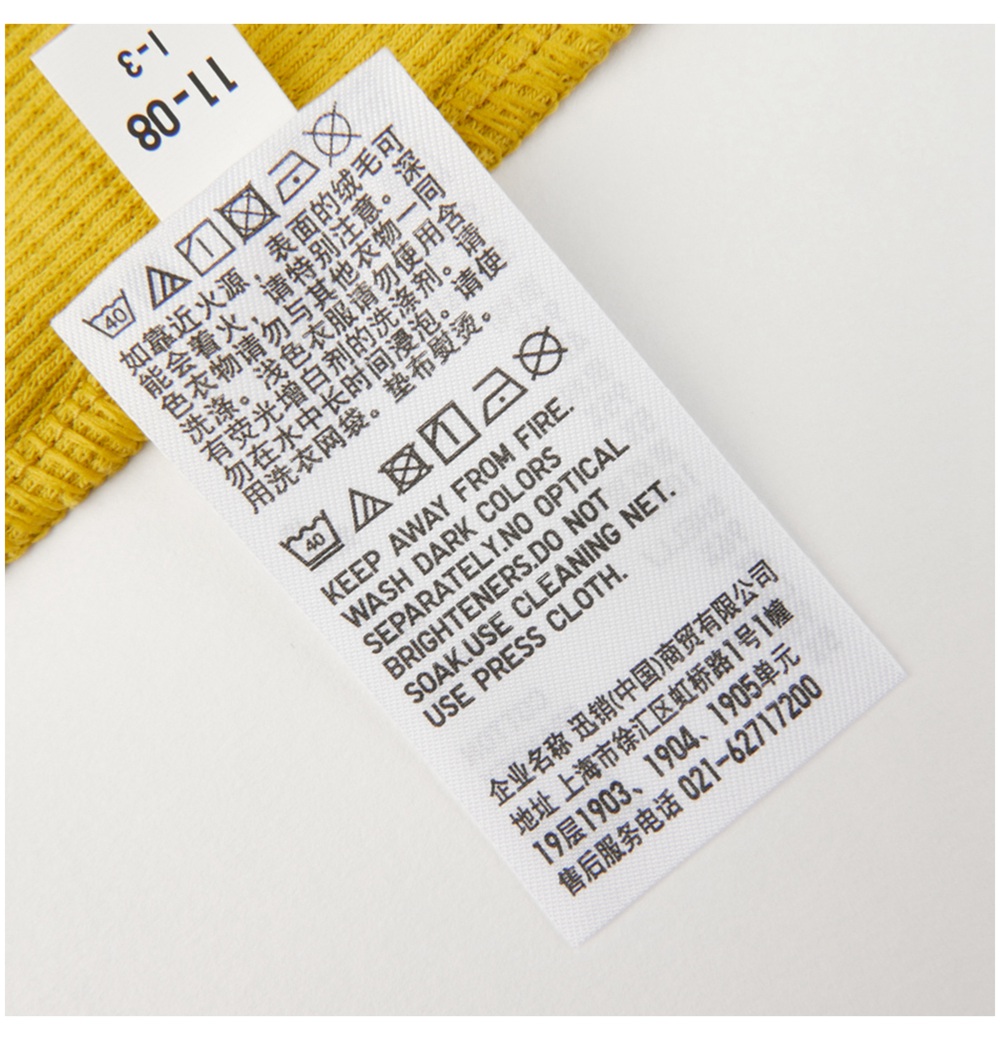 1-3
11-08
40
1
如靠近火源，表面的绒毛可
能会着火，请特别注意。深
色衣物请勿与其他衣物一同
洗涤。浅色衣服请勿使用含
有荧光增白剂的洗涤剂。请
勿在水中长时间浸泡。请使
用洗衣网袋。垫布熨烫。
40
1
KEEP AWAY FROM FIRE.
WASH DARK COLORS
SEPARATELY.NO OPTICAL
BRIGHTENERS.DO NOT
SOAK.USE CLEANING NET.
USE PRESS CLOTH.
企业名称 迅销(中国)商贸有限公司
地址 上海市徐汇区虹桥路1号1幢
19层1903、1904、1905单元
售后服务电话 021-62717200